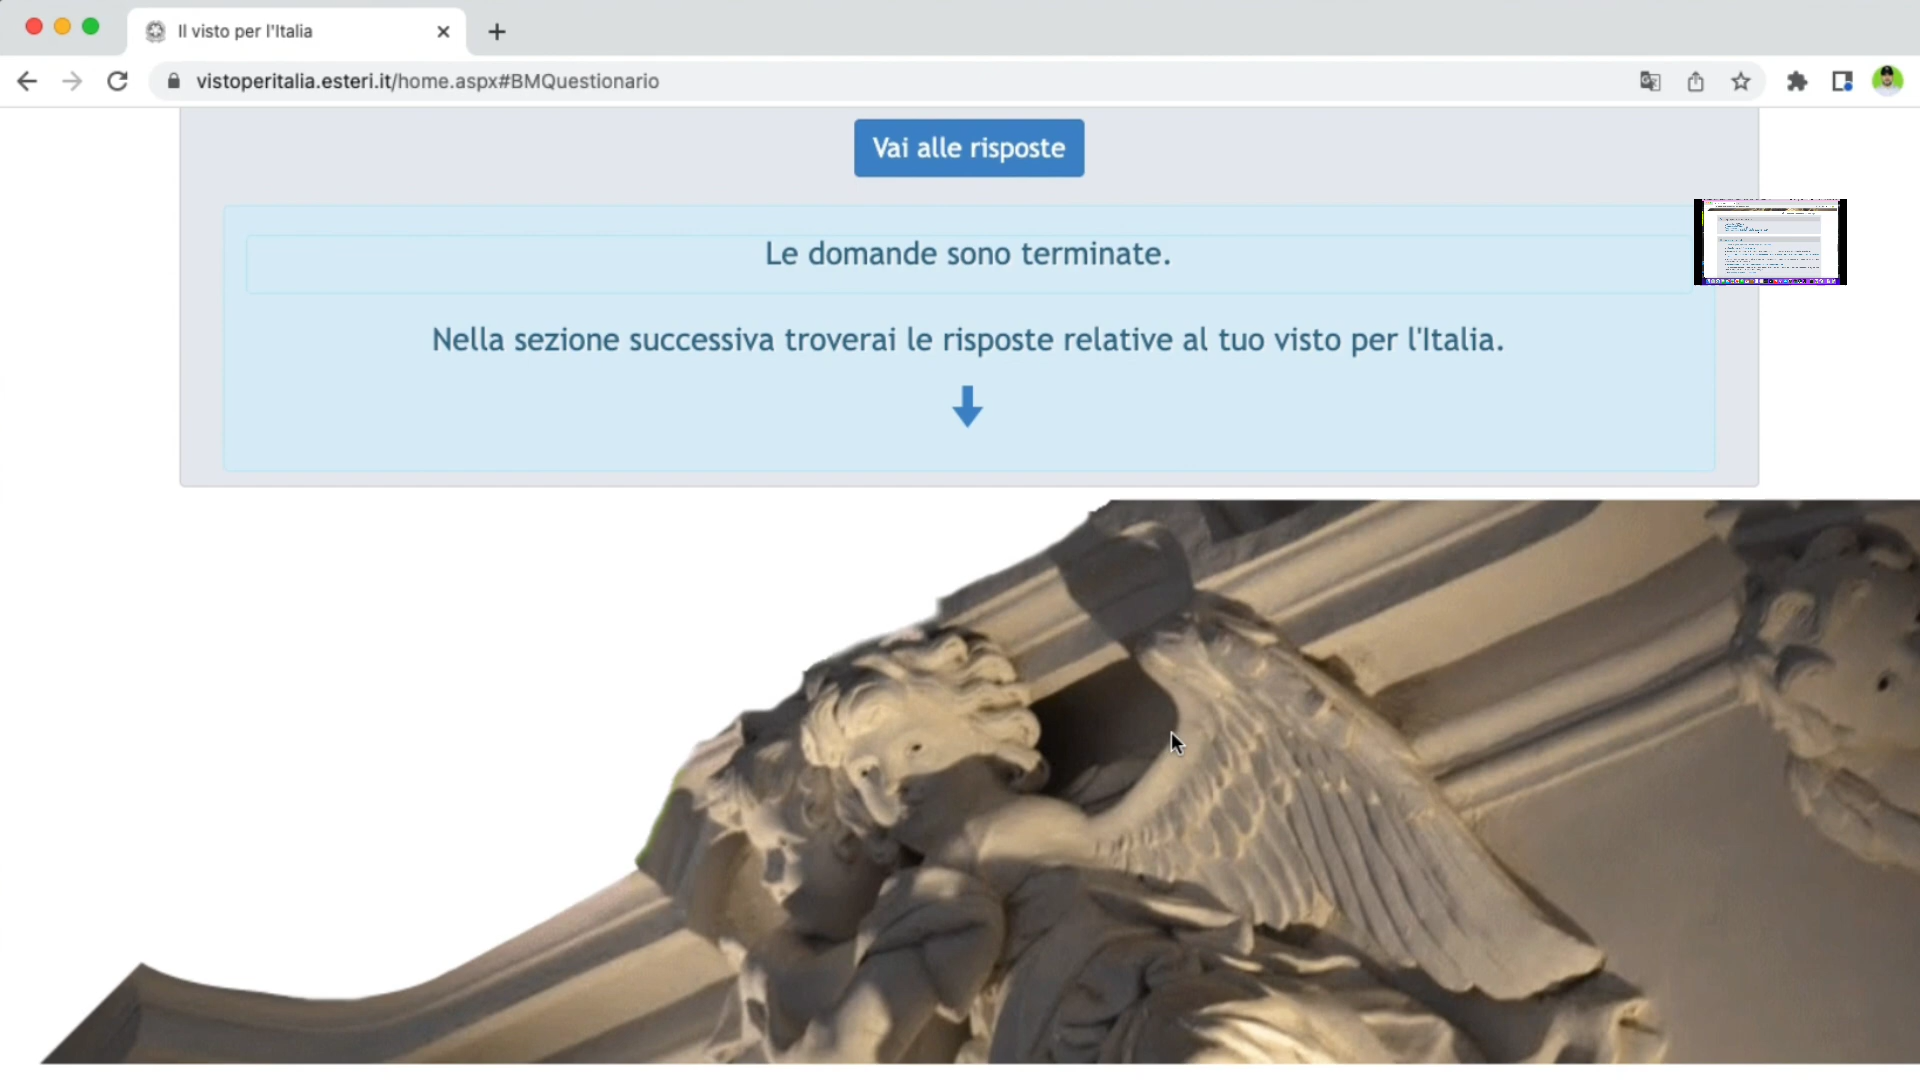 Il visto per l'Italia
vistoperitalia.esteri.it/home.aspx#BMQuestionario
Vai alle risposte
Le domande sono terminate.
Nella sezione successiva troverai le risposte relative al tuo visto per l'Italia.